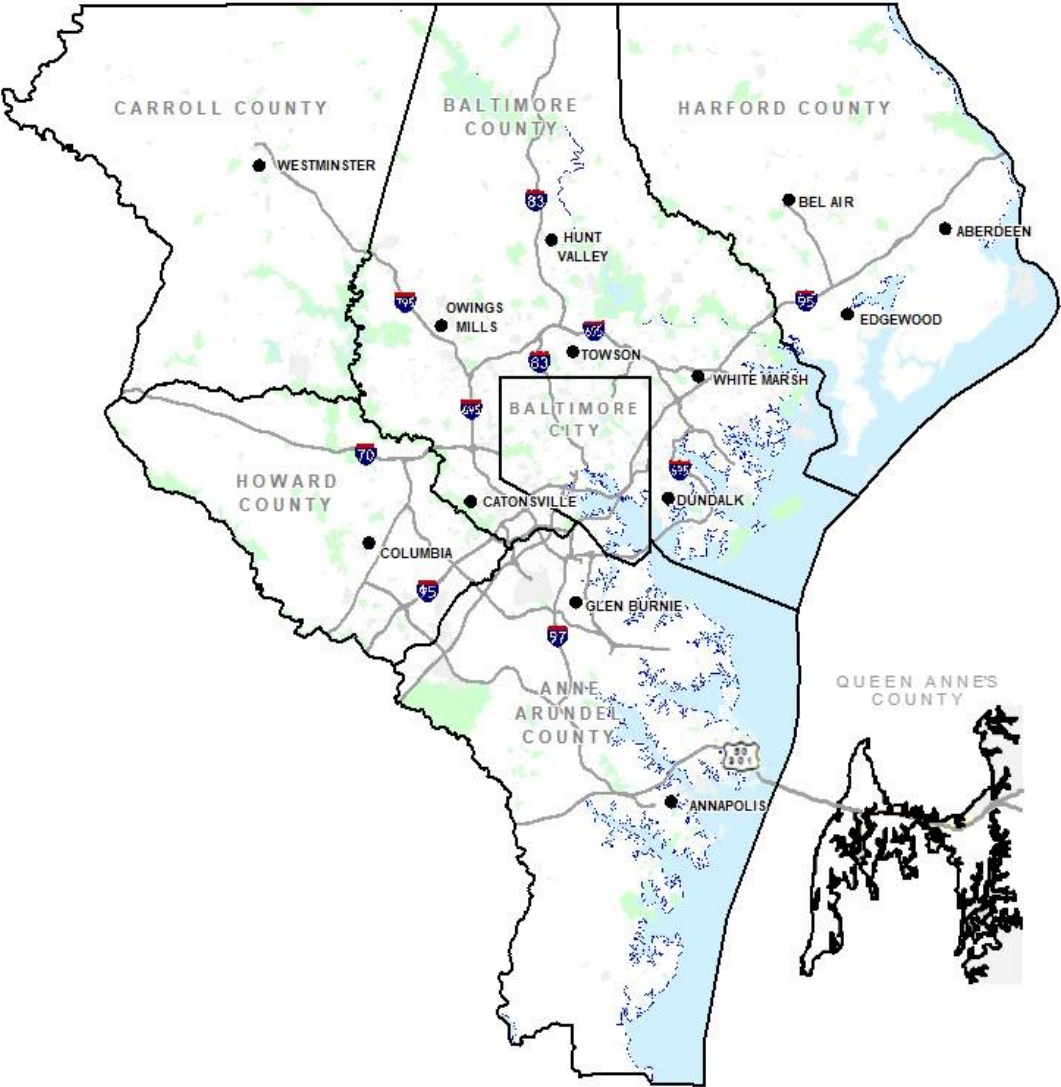 CARROLL COUNTY
BALTIMORE
COUNTY
HARFORD COUNTY
WESTMINSTER
83
BEL AIR
ABERDEEN
HUNT
VALLEY
795
OWINGS
MILLS
95
EDGEWOOD
695
83
TOWSON
WHITE MARSH
695
BALTIMORE
CITY
70
HOWARD
COUNTY
695
CATONSVILLE
DUNDALK
COLUMBIA
95
GLEN BURNIE
97
ANNE
ARUNDEL
COUNTY
QUEEN ANNE'S
COUNTY
50
301
ANNAPOLIS